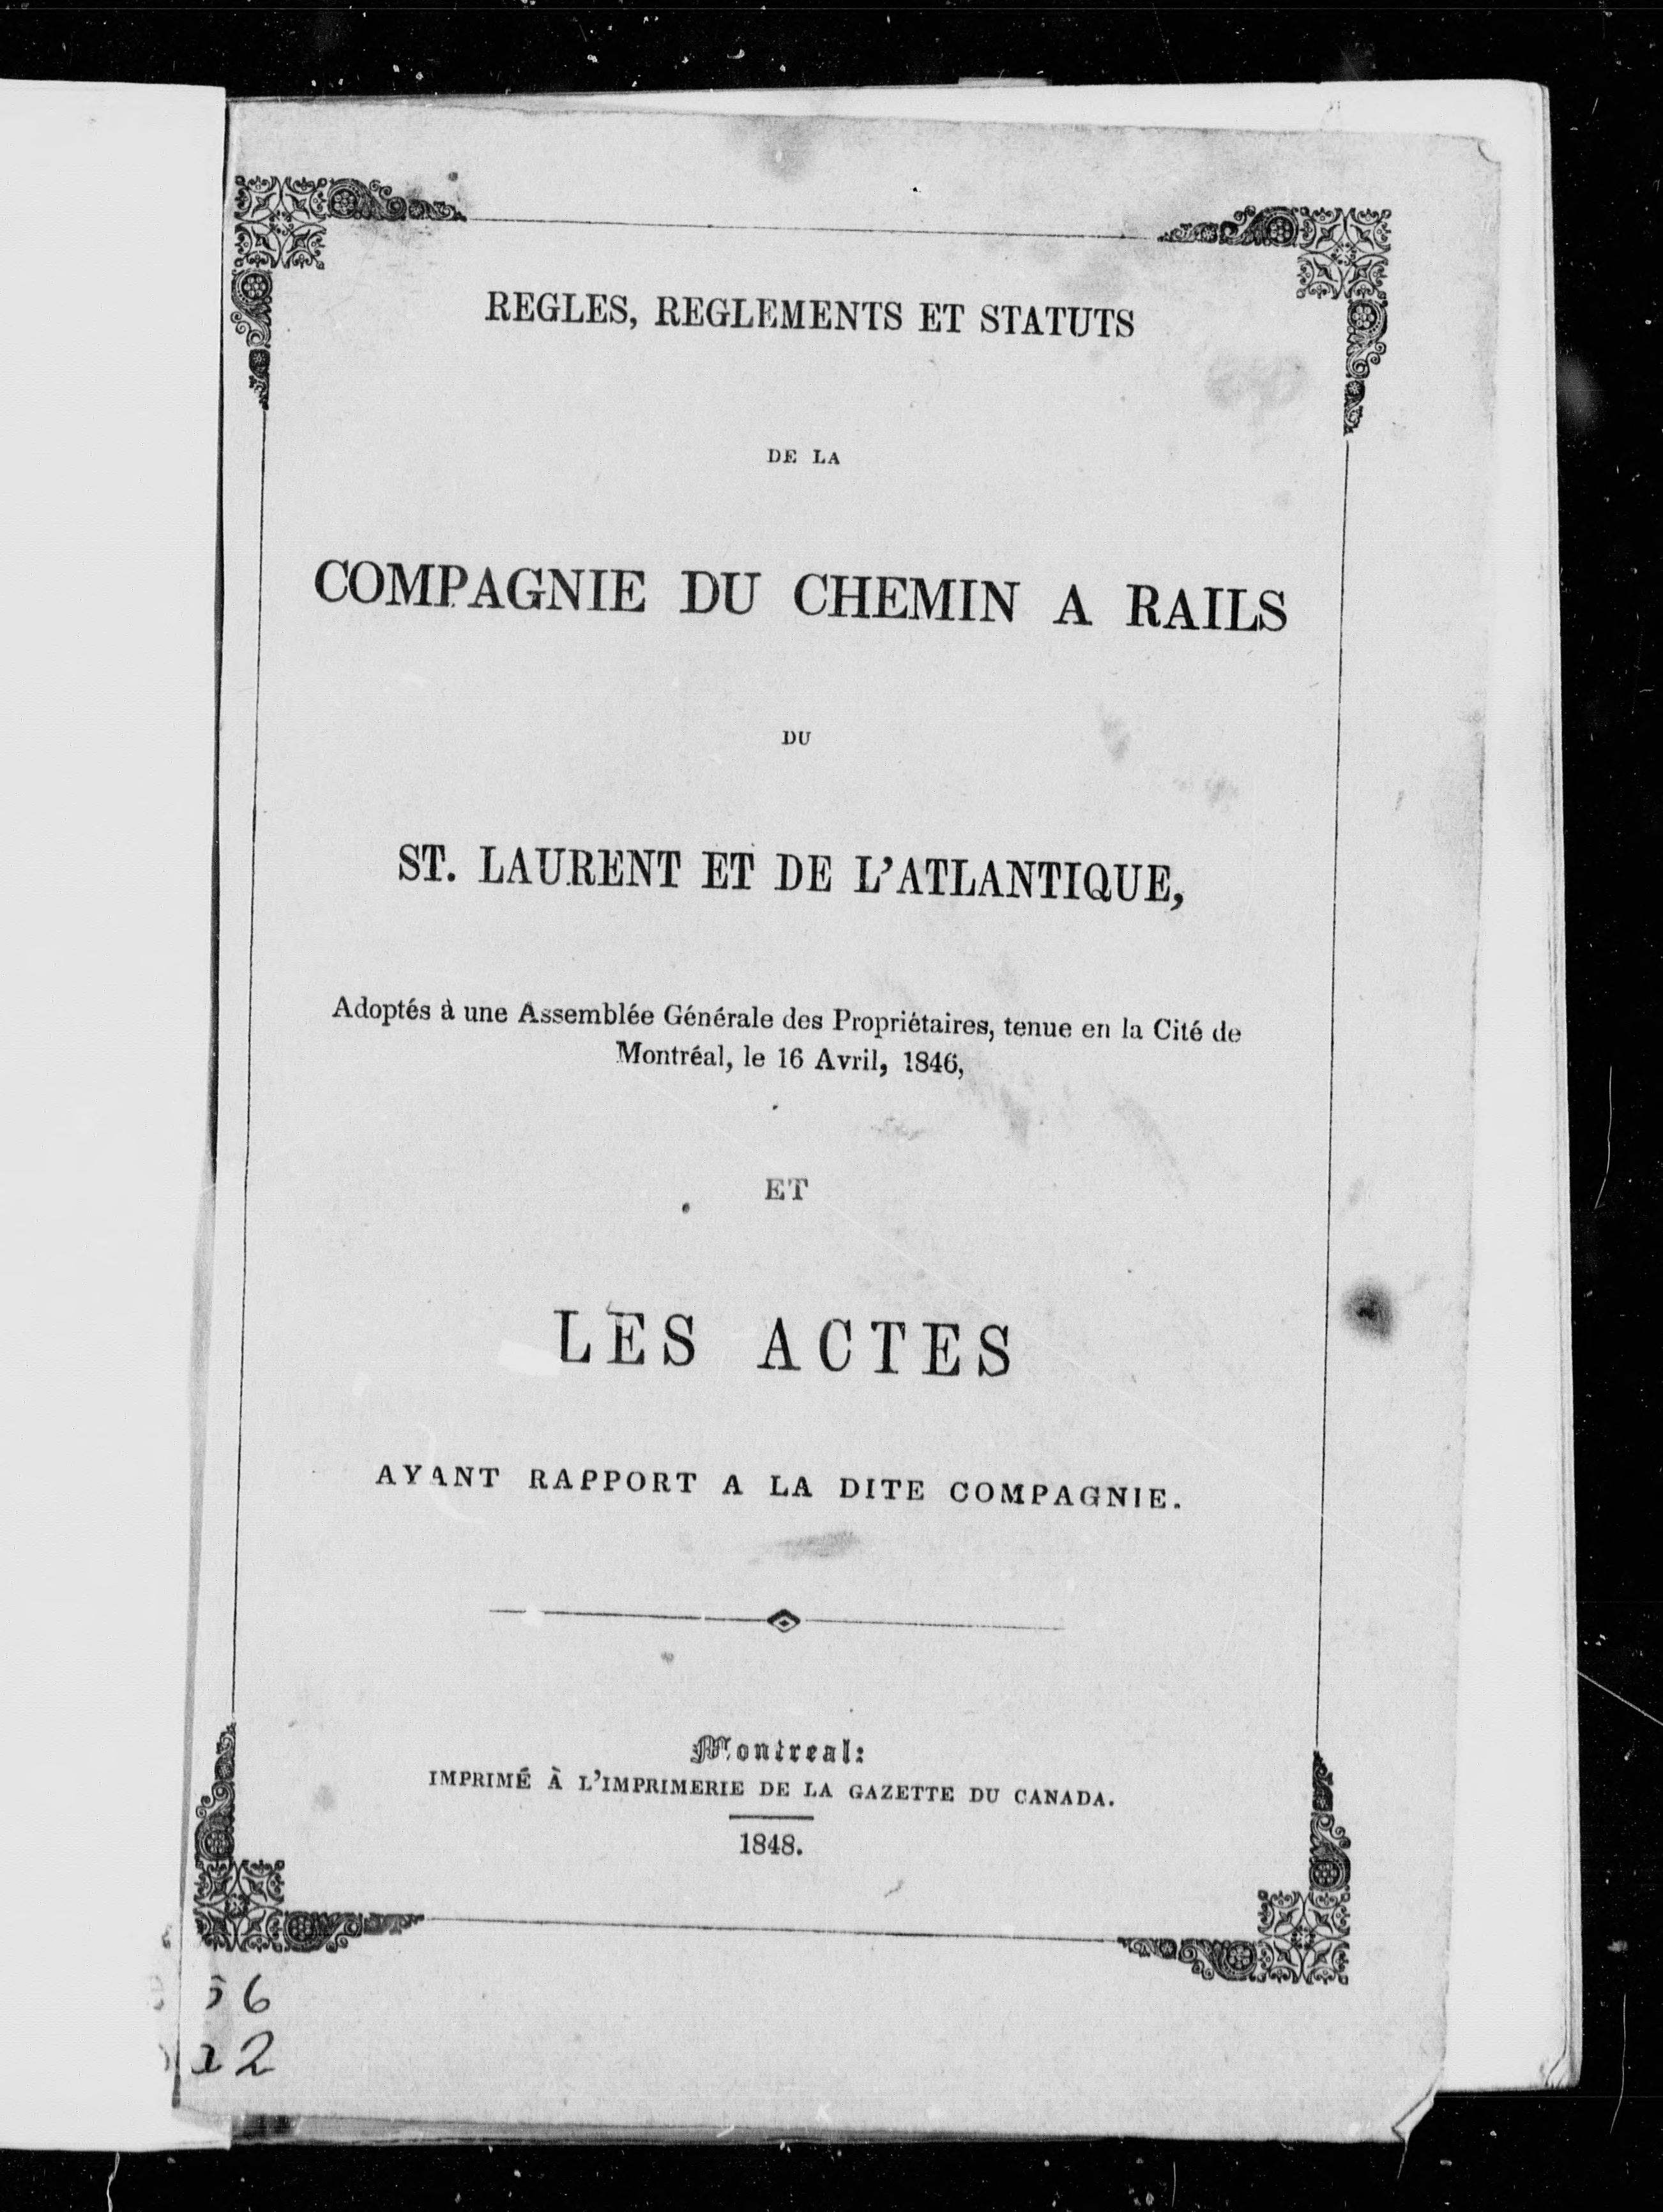 REGLES, REGLEMENTS ET STATUTS
DE LA
COMPAGNIE DU CHEMIN A RAILS
DU
ST. LAURENT ET DE L'ATLANTIQUE,
Adoptés à une Assemblée Générale des Propriétaires, tenue en la Cité de
Montréal, le 16 Avril, 1846,
ET
LES ACTES
AYANT RAPPORT A LA DITE COMPAGNIE.
Montreal:
IMPRIMÉ À L'IMPRIMERIE DE LA GAZETTE DU CANADA.
1848.
6
2